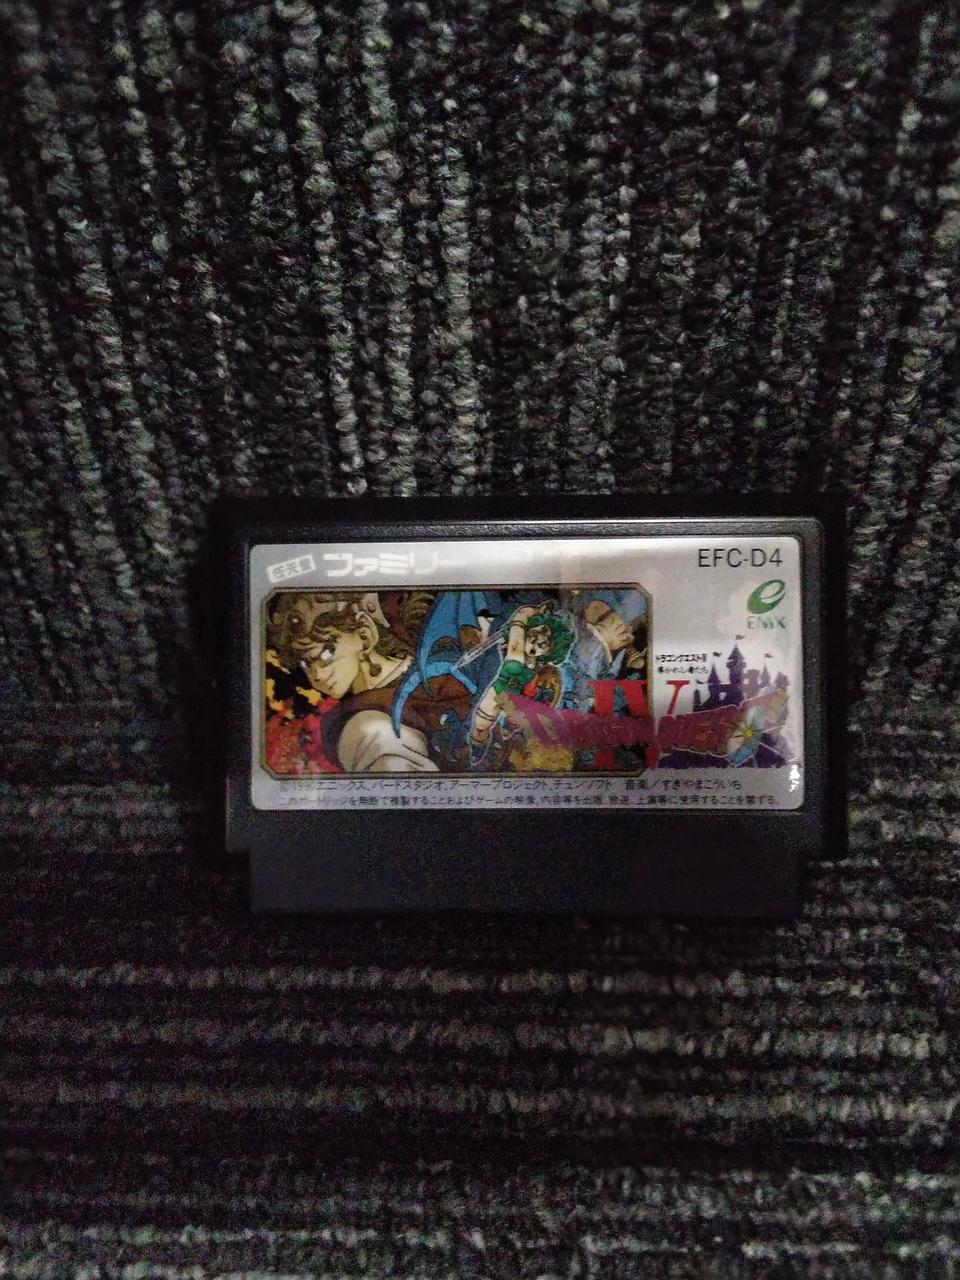 EFC-D4
任天堂 ファミリー
ENIX
ドラゴンクエストIV
導かれし者たち
IV
DRAGON QUEST
©1990 エニックス, バードスタジオ, アーマープロジェクト, チュンソフト 音楽/すぎやまこういち
このカートリッジを無断で複製することおよびゲームの映像、内容等を出版、放送、上演等に使用することを禁ずる。